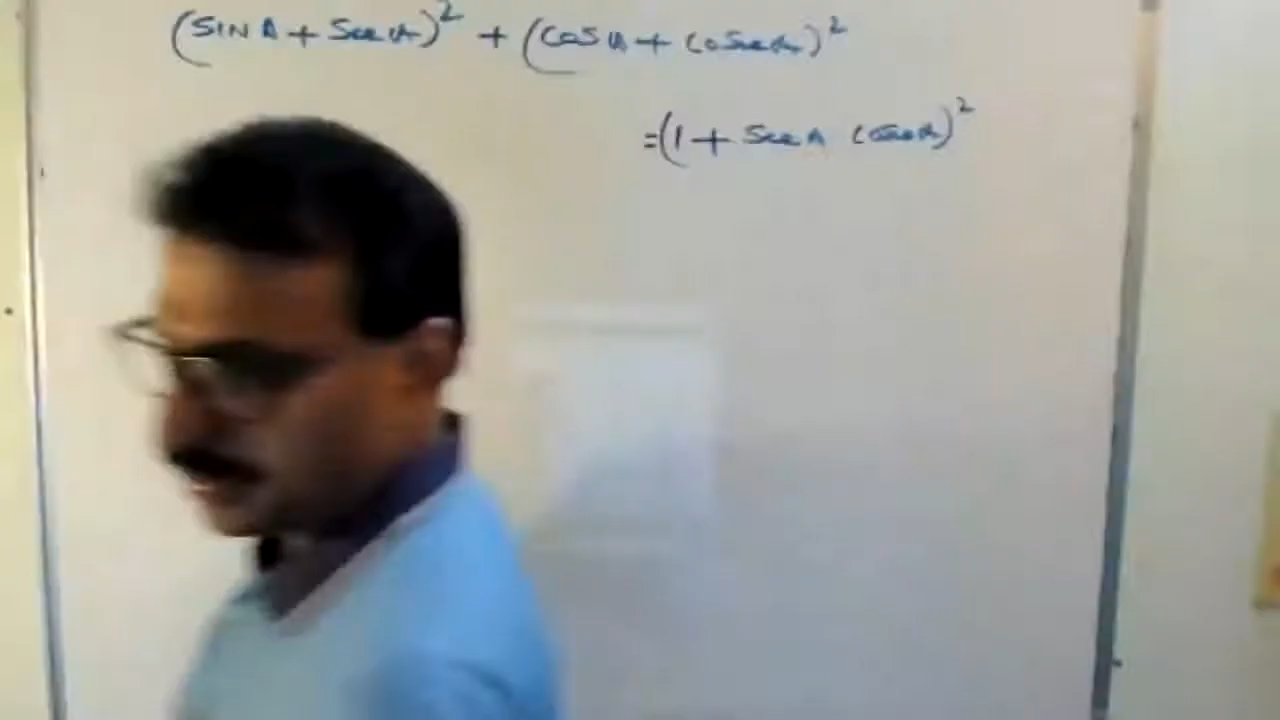 (SIN A + Sec A)² + (Cos A + Cosec A)²
= (1 + Sec A Cosec A)²